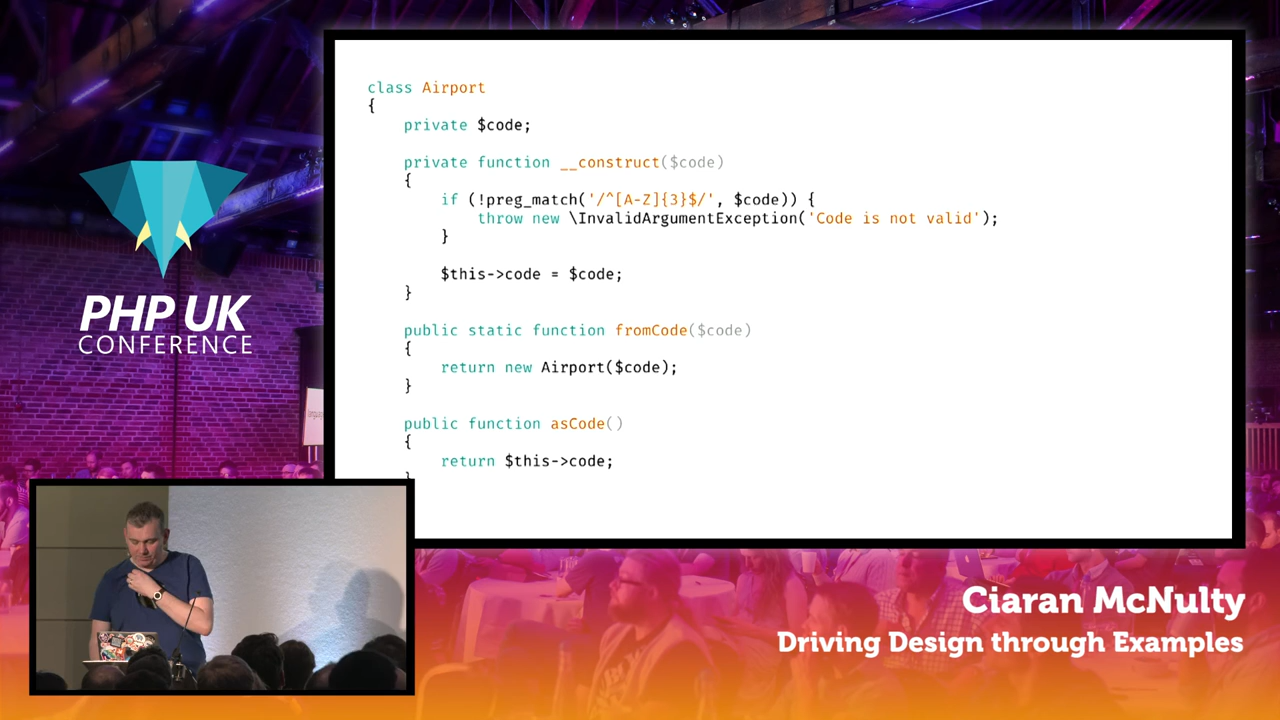 class Airport
{
    private $code;
    private function __construct($code)
    {
        if (!preg_match('/^[A-Z]{3}$/', $code)) {
            throw new \InvalidArgumentException('Code is not valid');
        }
        $this->code = $code;
    }
    public static function fromCode($code)
    {
        return new Airport($code);
    }
    public function asCode()
    {
        return $this->code;
PHP UK
CONFERENCE
Ciaran McNulty
Driving Design through Examples